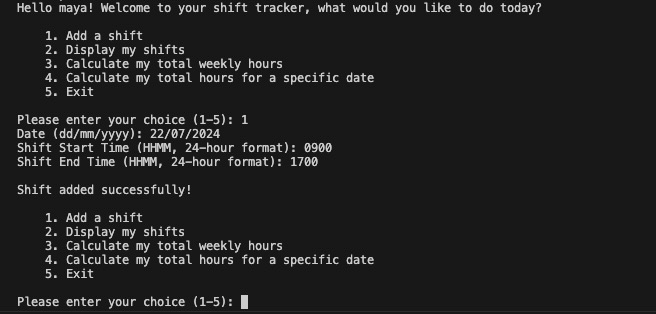 Hello maya! Welcome to your shift tracker, what would you like to do today?
1. Add a shift
2. Display my shifts
3. Calculate my total weekly hours
4. Calculate my total hours for a specific date
5. Exit
Please enter your choice (1-5): 1
Date (dd/mm/yyyy): 22/07/2024
Shift Start Time (HHMM, 24-hour format): 0900
Shift End Time (HHMM, 24-hour format): 1700
Shift added successfully!
1. Add a shift
2. Display my shifts
3. Calculate my total weekly hours
4. Calculate my total hours for a specific date
5. Exit
Please enter your choice (1-5):